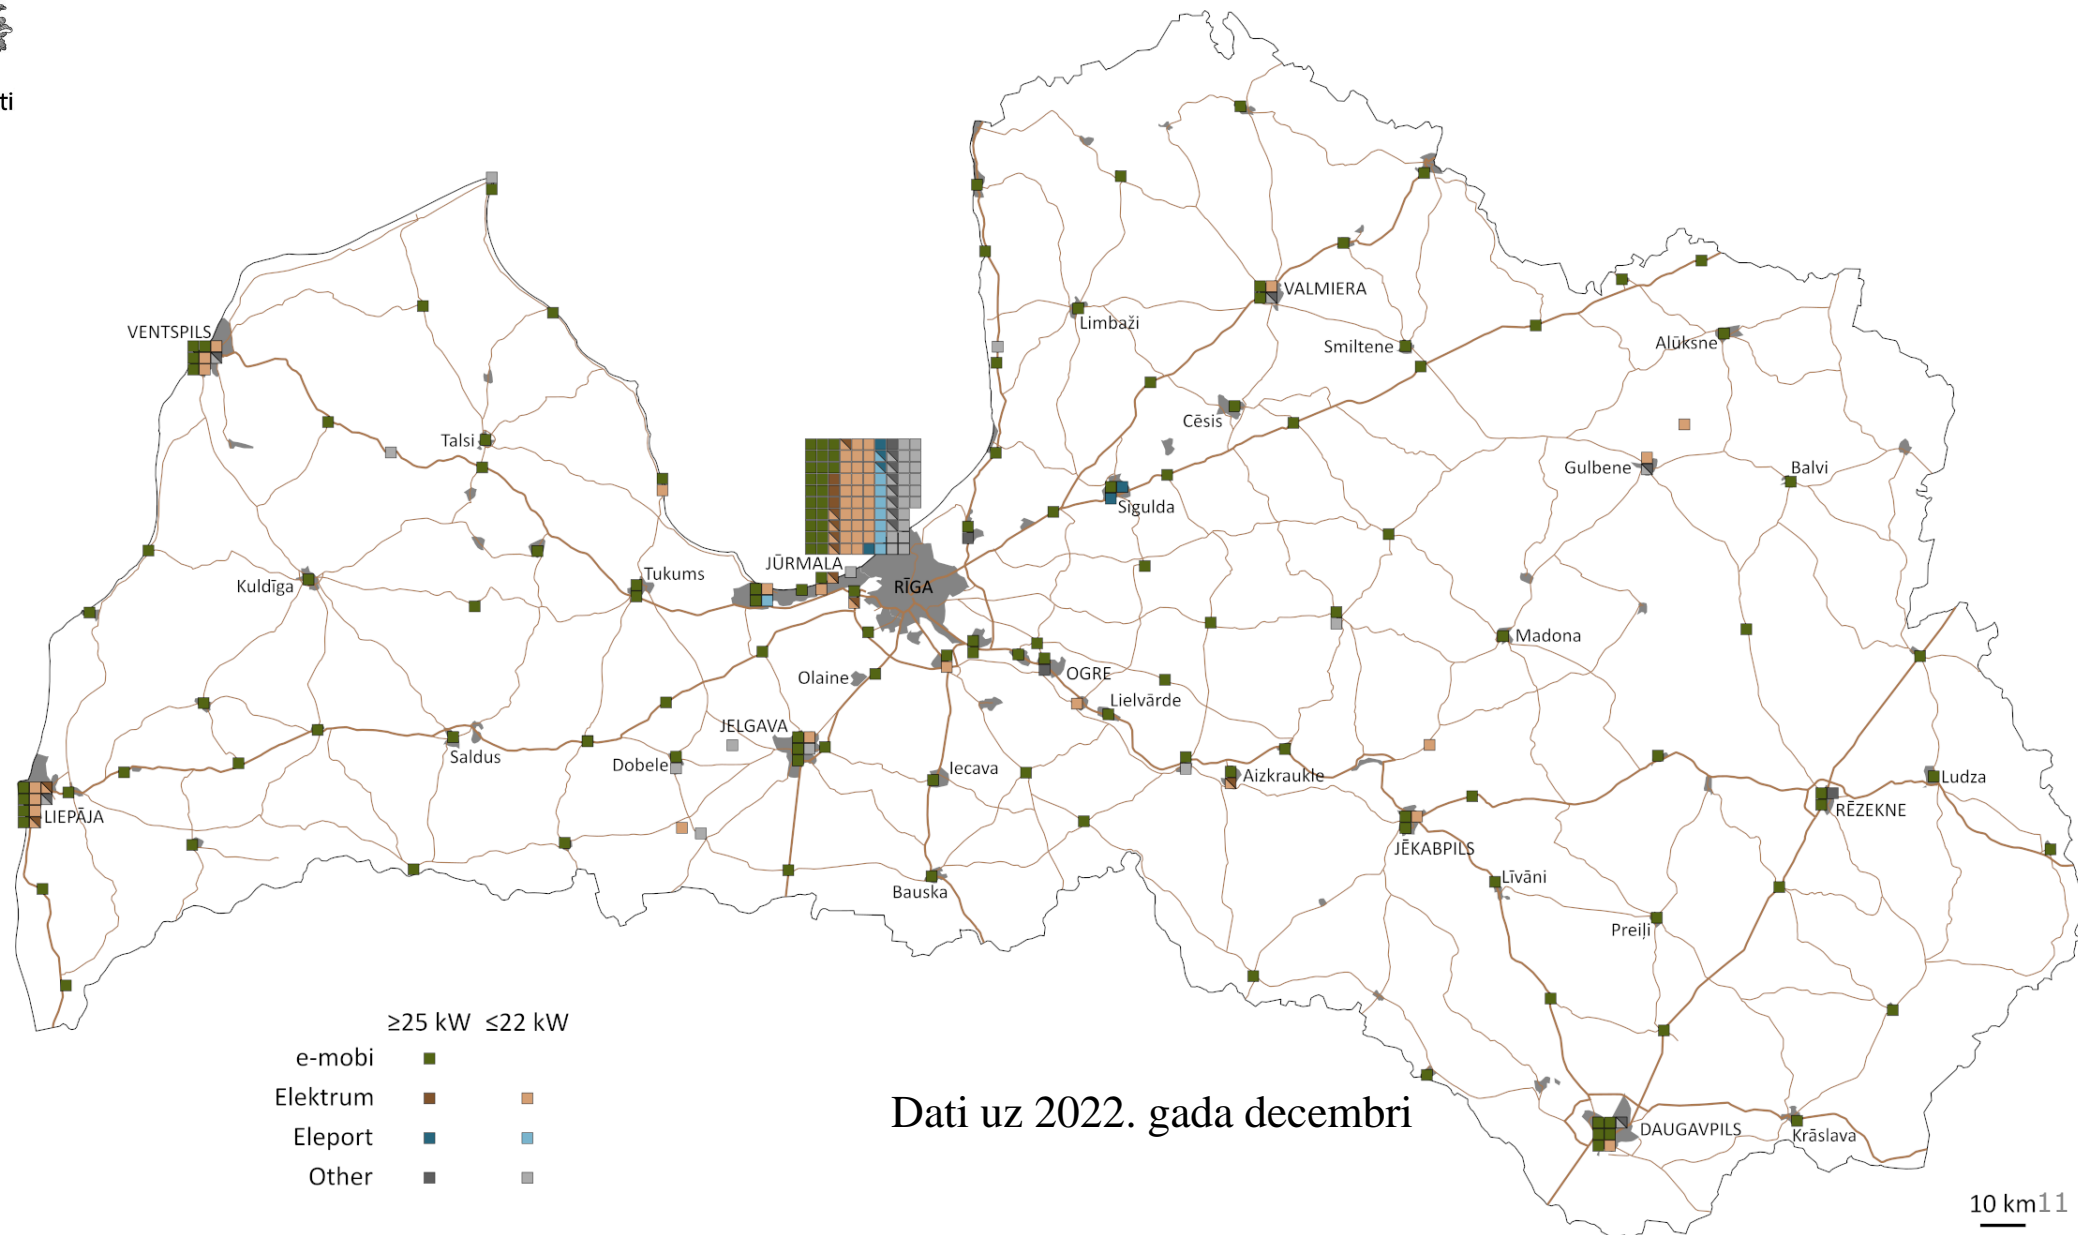 ti
VENTSPILS
VALMIERA
Limbaži
Smiltene
Alūksne
Cēsis
Talsi
Gulbene
Balvi
Sigulda
JŪRMALA
Tukums
Kuldīga
RĪGA
Madona
Olaine
OGRE
Lielvārde
JELGAVA
Saldus
Dobele
Iecava
Aizkraukle
Ludza
LIEPĀJA
RĒZEKNE
JĒKABPILS
Līvāni
Bauska
Preiļi
≥25 kW ≤22 kW
e-mobi
Elektrum
Eleport
Other
Dati uz 2022. gada decembri
DAUGAVPILS
Krāslava
10 km11